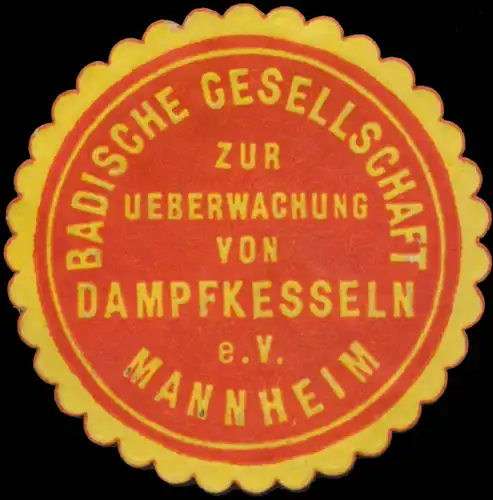 BADISCHE GESELLSCHAFT
ZUR
UEBERWACHUNG
VON
DAMPFKESSELN
e.V.
MANNHEIM